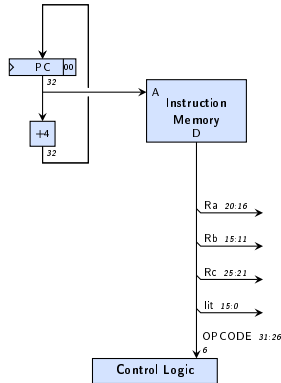 PC 00
32
A
Instruction
Memory
D
+4
32
Ra 20:16
Rb 15:11
Rc 25:21
lit 15:0
OPCODE 31:26
6
Control Logic